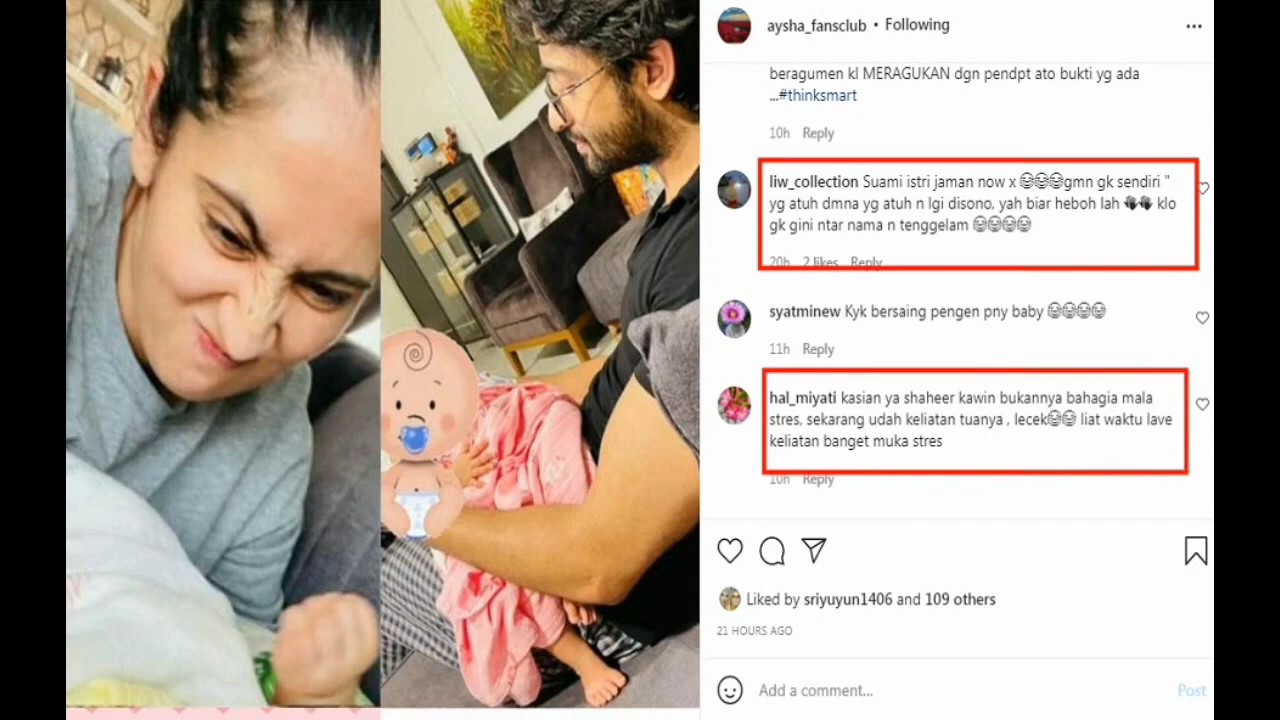 aysha_fansclub • Following
beragumen kl MERAGUKAN dgn pendpt ato bukti yg ada
...#thinksmart
10h Reply
liw_collection Suami istri jaman now x 😂😂😂gmn gk sendiri "
yg atuh dmna yg atuh n lgi disono, yah biar heboh lah 👐👐 klo
gk gini ntar nama n tenggelam 😂😂😂😂
20h 2 likes Reply
syatminew Kyk bersaing pengen pny baby 😂😂😂😂
11h Reply
hal_miyati kasian ya shaheer kawin bukannya bahagia mala
stres, sekarang udah keliatan tuanya , lecek😂😂 liat waktu lave
keliatan banget muka stres
10h Reply
Liked by sriyuyun1406 and 109 others
21 HOURS AGO
Add a comment... Post